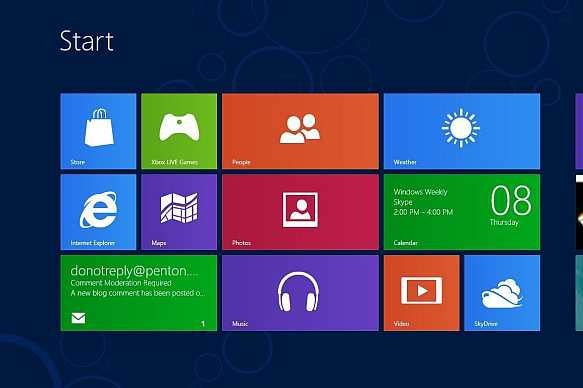 Start
Store
Xbox LIVE Games
People
Weather
Internet Explorer
Maps
Photos
Windows Weekly
Skype
2:00 PM – 4:00 PM
08
Thursday
Calendar
donotreply@penton....
Comment Moderation Required
A new blog comment has been posted o...
1
Music
Video
SkyDrive